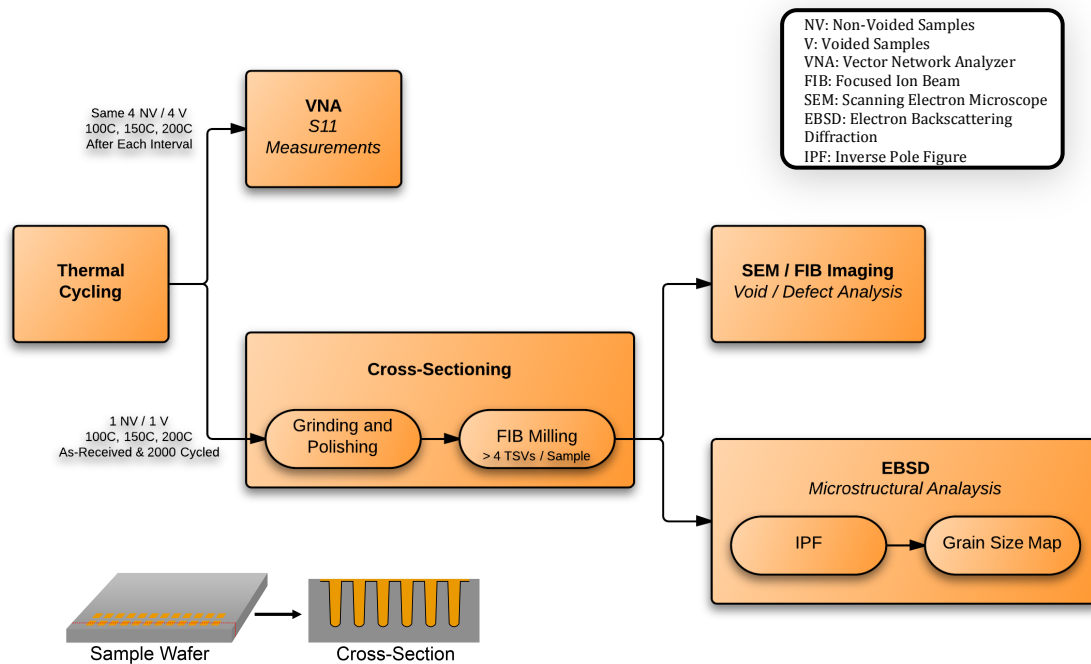 NV: Non-Voided Samples
V: Voided Samples
VNA: Vector Network Analyzer
FIB: Focused Ion Beam
SEM: Scanning Electron Microscope
EBSD: Electron Backscattering
Diffraction
IPF: Inverse Pole Figure
Same 4 NV / 4 V
100C, 150C, 200C
After Each Interval
VNA
S11
Measurements
Thermal
Cycling
SEM / FIB Imaging
Void / Defect Analysis
Cross-Sectioning
1 NV / 1 V
100C, 150C, 200C
As-Received & 2000 Cycled
Grinding and
Polishing
FIB Milling
> 4 TSVs / Sample
EBSD
Microstructural Analaysis
IPF
Grain Size Map
Sample Wafer
Cross-Section